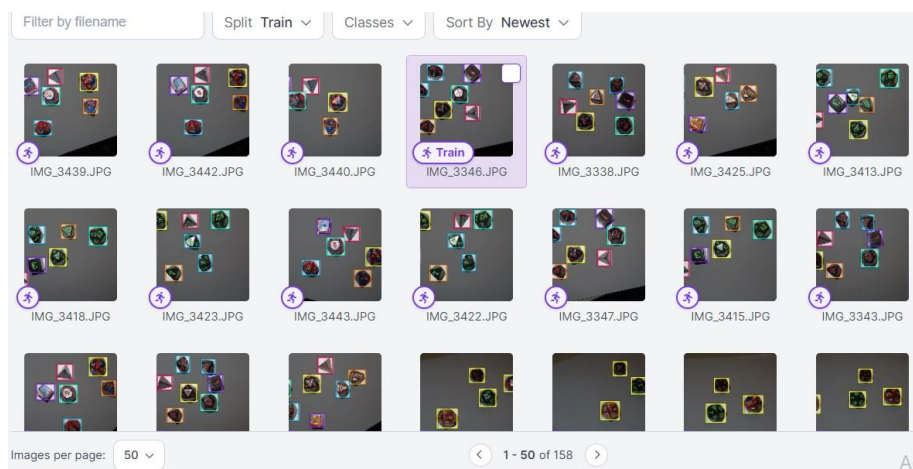 Filter by filename Split Train Classes Sort By Newest
Train
IMG_3439.JPG IMG_3442.JPG IMG_3440.JPG IMG_3346.JPG IMG_3338.JPG IMG_3425.JPG IMG_3413.JPG
IMG_3418.JPG IMG_3423.JPG IMG_3443.JPG IMG_3422.JPG IMG_3347.JPG IMG_3415.JPG IMG_3343.JPG
Images per page: 50 1 - 50 of 158 A